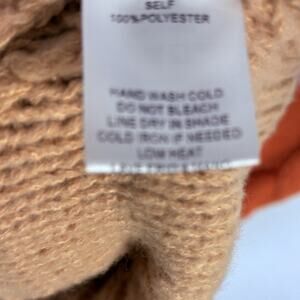 SELF
100%POLYESTER
HAND WASH COLD
DO NOT BLEACH
LINE DRY IN SHADE
COLD IRON IF NEEDED
LOW HEAT